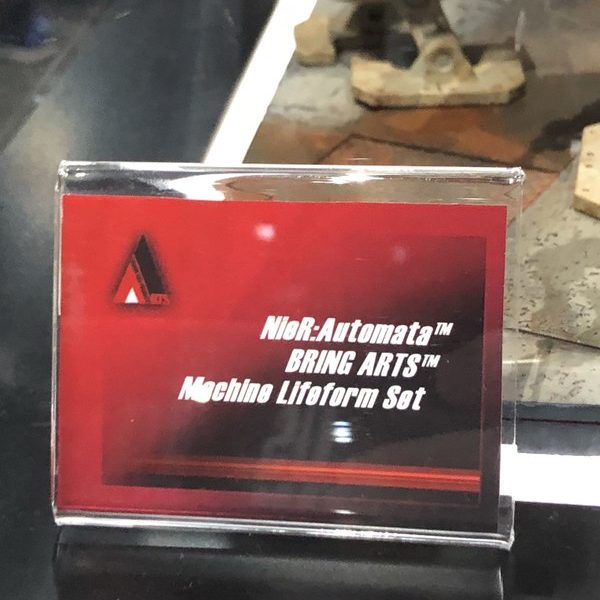 NieR:Automata™
BRING ARTS™
Machine Lifeform Set